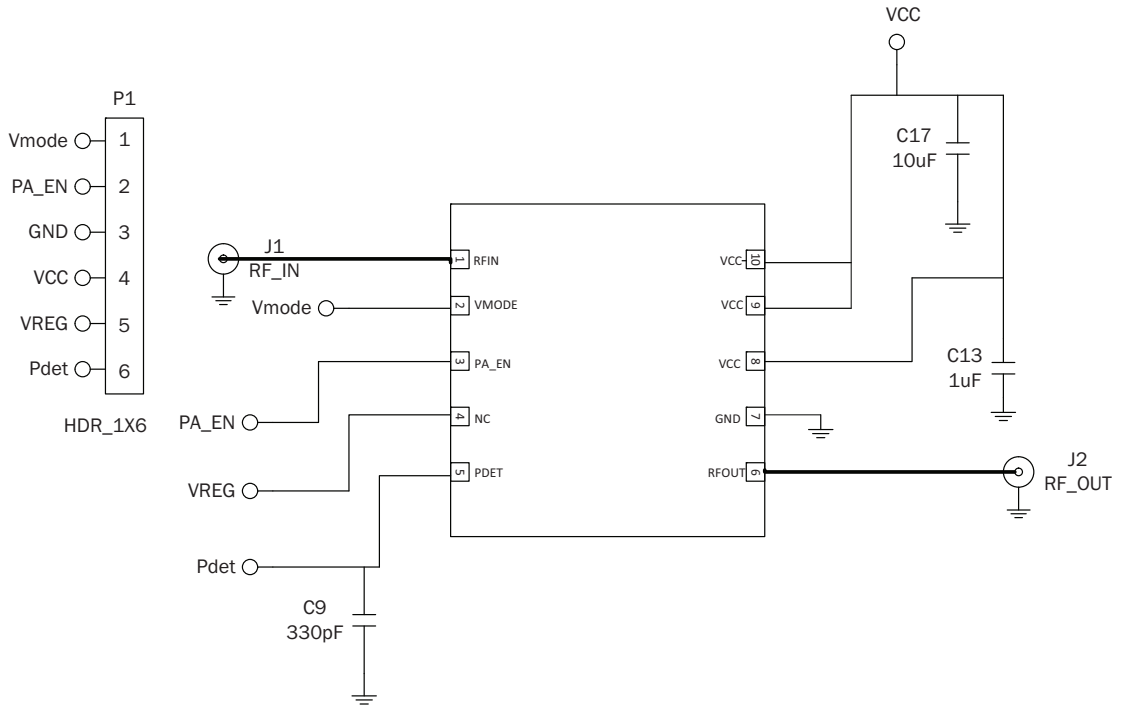 VCC
P1
Vmode 1
PA_EN 2
GND 3
VCC 4
VREG 5
Pdet 6
HDR_1X6
C17
10uF
J1
RF_IN
1 RFIN
VCC 10
Vmode
2 VMODE
VCC 9
3 PA_EN
VCC 8
C13
1uF
PA_EN
4 NC
GND 7
VREG
5 PDET
RFOUT 6
J2
RF_OUT
Pdet
C9
330pF